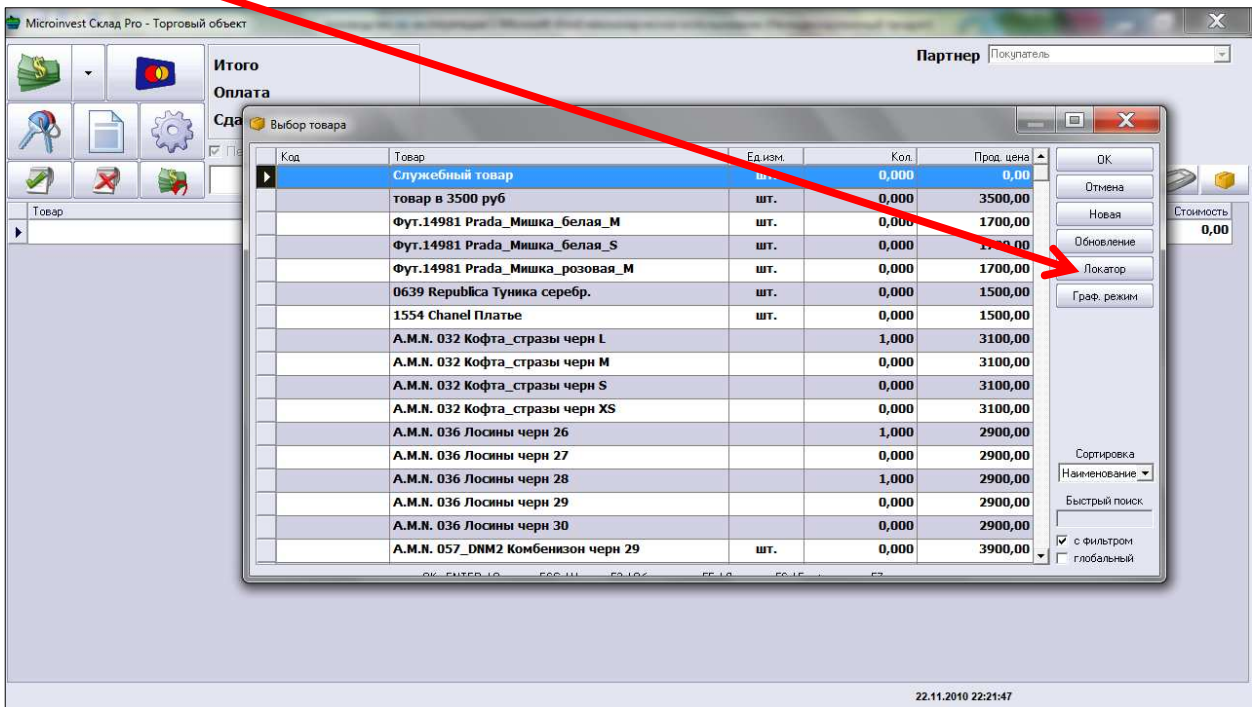 Microinvest Склад Pro - Торговый объект
Партнер Покупатель
Итого
Оплата
Сда
Выбор товара
Код Товар Ед.изм. Кол. Прод. цена
Служебный товар шт. 0,000 0,00
товар в 3500 руб шт. 0,000 3500,00
Фут.14981 Prada_Мишка_белая_M шт. 0,000 1700,00
Фут.14981 Prada_Мишка_белая_S шт. 0,000 1700,00
Фут.14981 Prada_Мишка_розовая_M шт. 0,000 1700,00
0639 Republica Туника серебр. шт. 0,000 1500,00
1554 Chanel Платье шт. 0,000 1500,00
A.M.N. 032 Кофта_стразы черн L 1,000 3100,00
A.M.N. 032 Кофта_стразы черн M 0,000 3100,00
A.M.N. 032 Кофта_стразы черн S 0,000 3100,00
A.M.N. 032 Кофта_стразы черн XS 0,000 3100,00
A.M.N. 036 Лосины черн 26 1,000 2900,00
A.M.N. 036 Лосины черн 27 0,000 2900,00
A.M.N. 036 Лосины черн 28 1,000 2900,00
A.M.N. 036 Лосины черн 29 0,000 2900,00
A.M.N. 036 Лосины черн 30 0,000 2900,00
A.M.N. 057_DNM2 Комбенизон черн 29 шт. 0,000 3900,00
OK
Отмена
Новая
Обновление
Локатор
Граф. режим
Сортировка
Наименование
Быстрый поиск
с фильтром
глобальный
Товар
Стоимость
0,00
22.11.2010 22:21:47